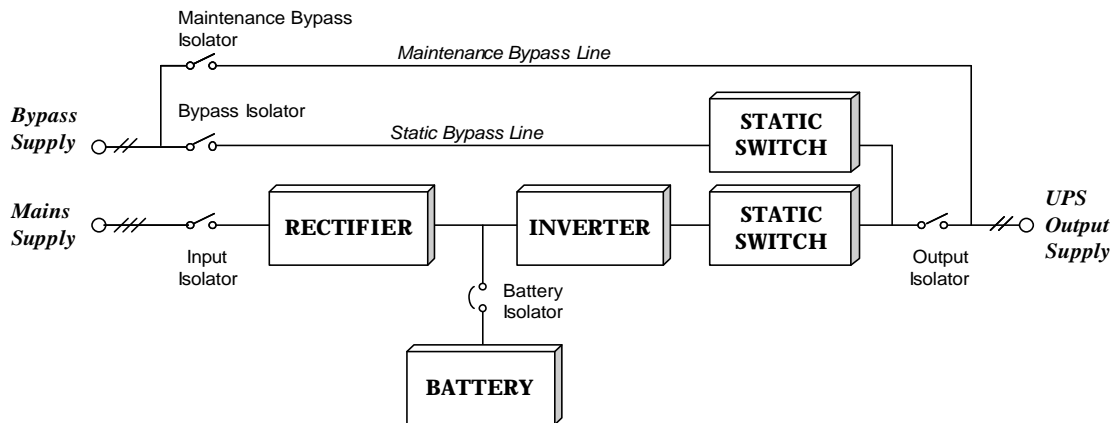 Maintenance Bypass
Isolator
Maintenance Bypass Line
Bypass
Supply
Bypass Isolator
Static Bypass Line
STATIC
SWITCH
Mains
Supply
Input
Isolator
RECTIFIER
INVERTER
STATIC
SWITCH
Output
Isolator
UPS
Output
Supply
Battery
Isolator
BATTERY